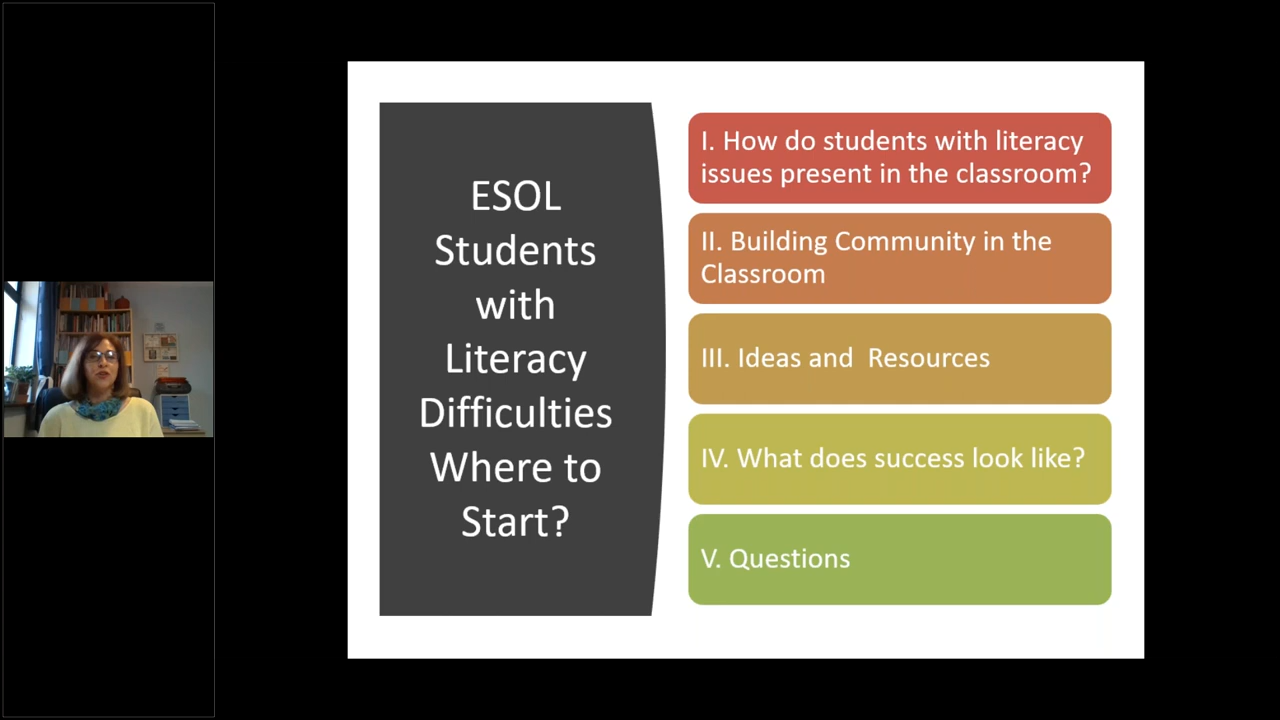 ESOL
Students
with
Literacy
Difficulties
Where to
Start?
I. How do students with literacy
issues present in the classroom?
II. Building Community in the
Classroom
III. Ideas and  Resources
IV. What does success look like?
V. Questions